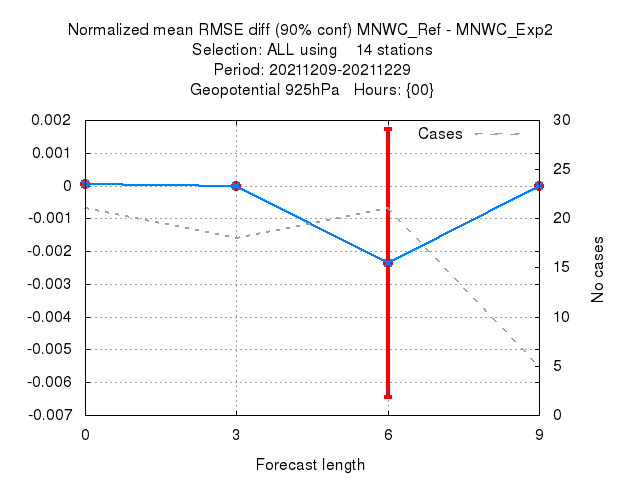 Normalized mean RMSE diff (90% conf) MNWC_Ref - MNWC_Exp2
Selection: ALL using 14 stations
Period: 20211209-20211229
Geopotential 925hPa Hours: {00}
Cases
0.002
0.001
0
-0.001
-0.002
-0.003
-0.004
-0.005
-0.006
-0.007
30
25
20
15
10
5
0
No cases
0 3 6 9
Forecast length